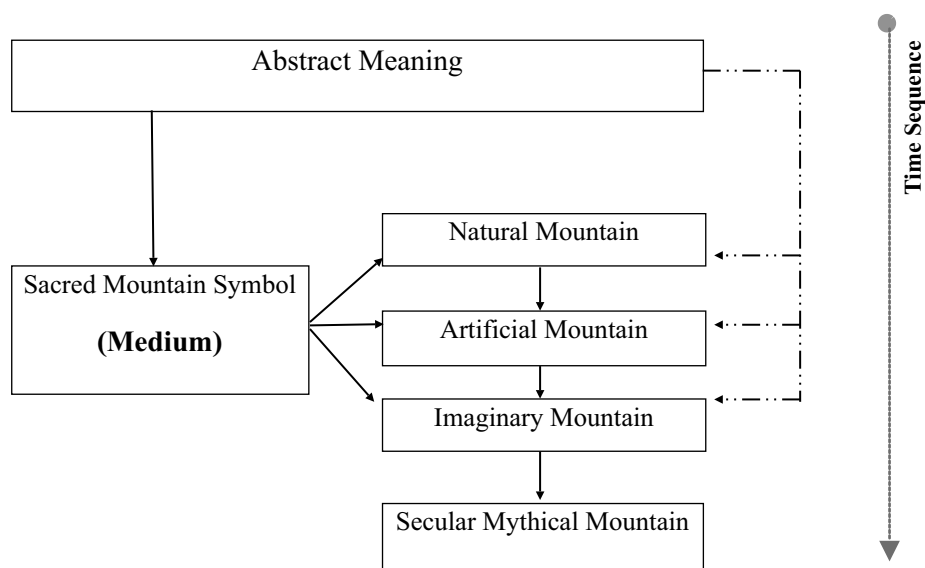 Abstract Meaning
Time Sequence
Natural Mountain
Sacred Mountain Symbol
(Medium)
Artificial Mountain
Imaginary Mountain
Secular Mythical Mountain